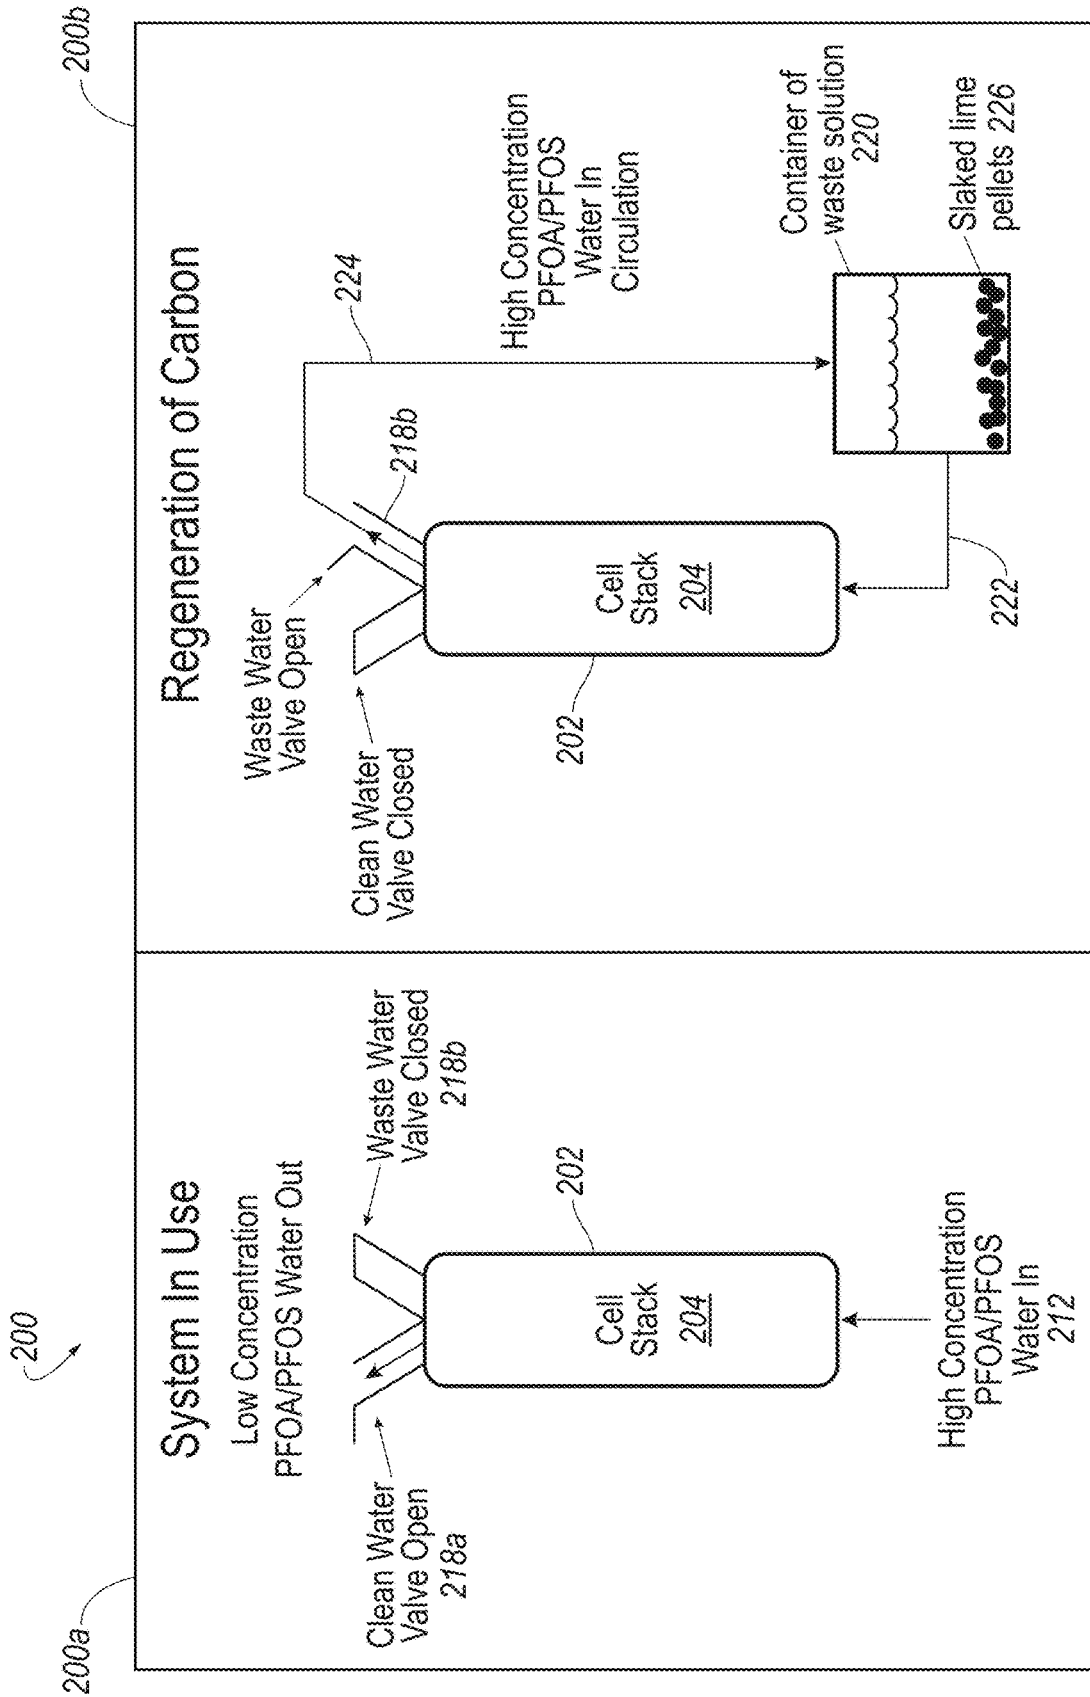 200
200a
200b
System In Use
Low Concentration
PFOA/PFOS Water Out
Clean Water
Valve Open
218a
Waste Water
Valve Closed
218b
Cell
Stack
204
202
High Concentration
PFOA/PFOS
Water In
212
Regeneration of Carbon
Waste Water
Valve Open
Clean Water
Valve Closed
218b
224
Cell
Stack
204
202
High Concentration
PFOA/PFOS
Water In
Circulation
Container of
waste solution
220
Slaked lime
pellets 226
222